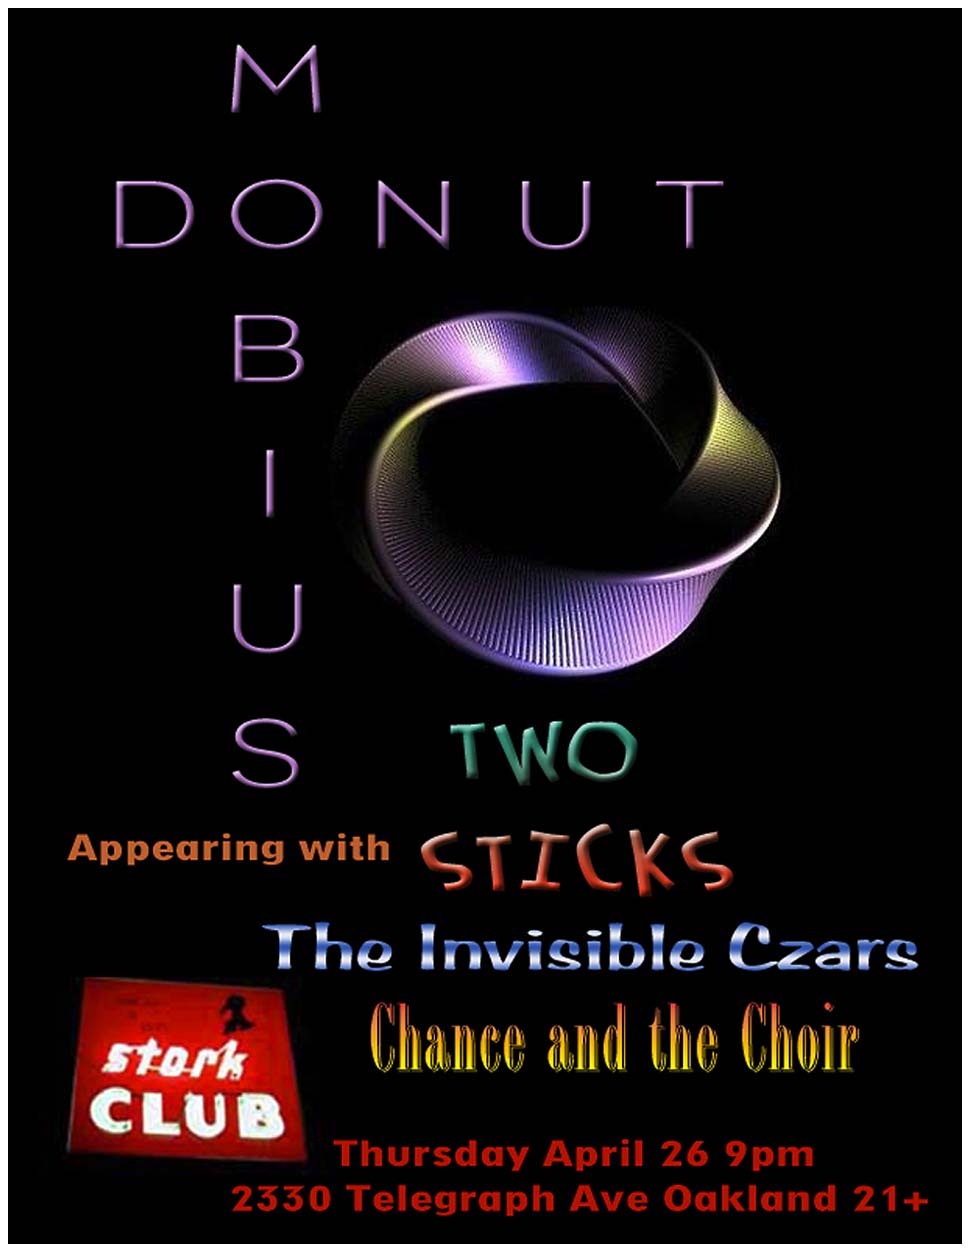 M
DONUT
B
I
U
S
TWO
Appearing with STICKS
The Invisible Czars
Chance and the Choir
stork
CLUB
Thursday April 26 9pm
2330 Telegraph Ave Oakland 21+